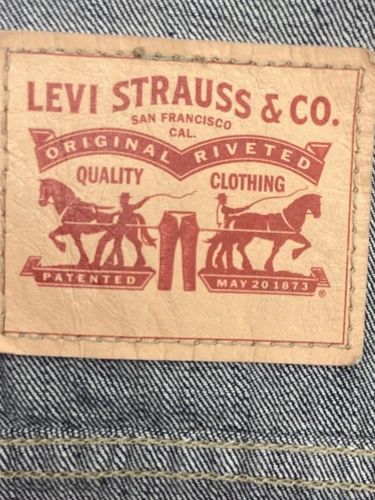 LEVI STRAUSS & CO.
SAN FRANCISCO
CAL.
ORIGINAL RIVETED
QUALITY CLOTHING
PATENTED MAY 20 1873
®